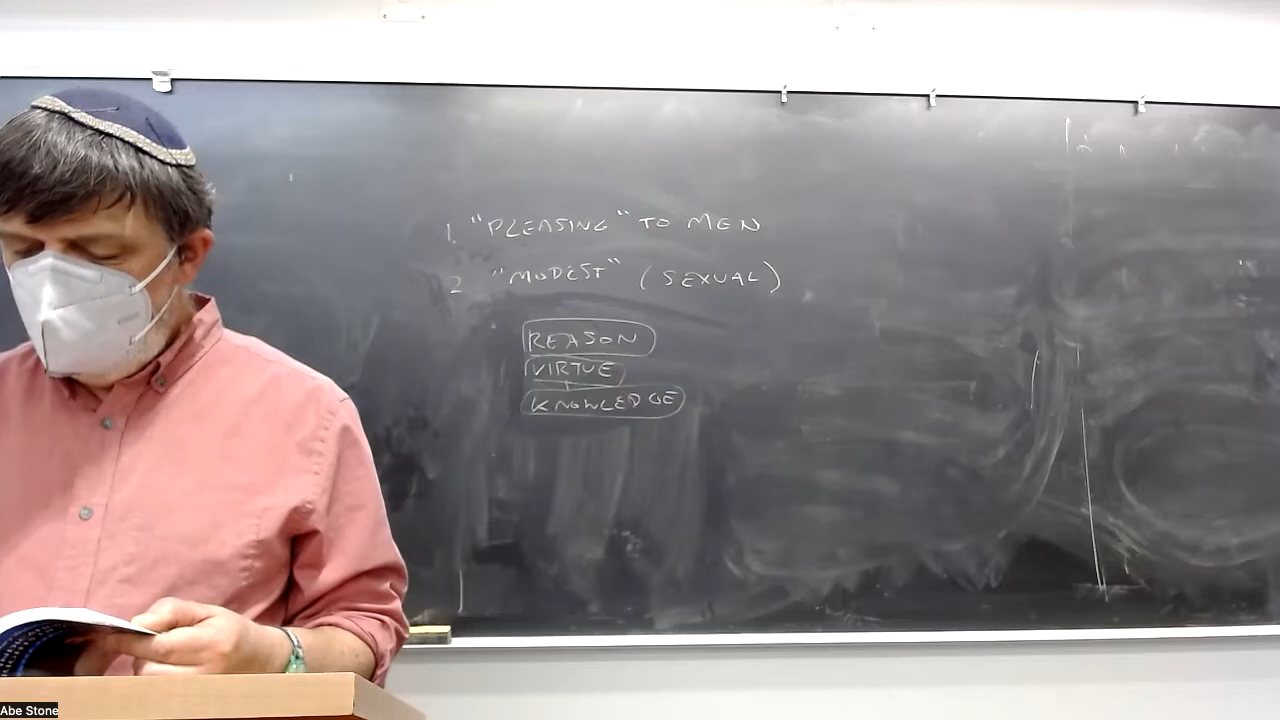 1. "PLEASING" TO MEN
2 "MODEST" (SEXUAL)
REASON
VIRTUE
KNOWLEDGE
Abe Stone